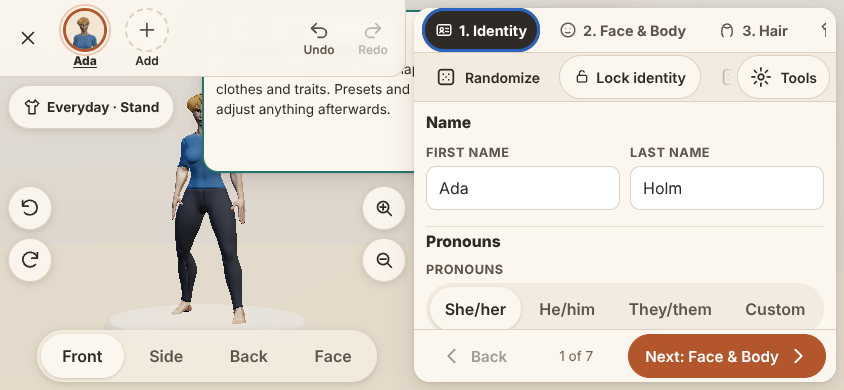 Ada
Add
Undo
Redo
clothes and traits. Presets and
adjust anything afterwards.
Everyday · Stand
Front
Side
Back
Face
1. Identity
2. Face & Body
3. Hair
Randomize
Lock identity
Tools
Name
FIRST NAME
LAST NAME
Ada
Holm
Pronouns
PRONOUNS
She/her
He/him
They/them
Custom
Back
1 of 7
Next: Face & Body